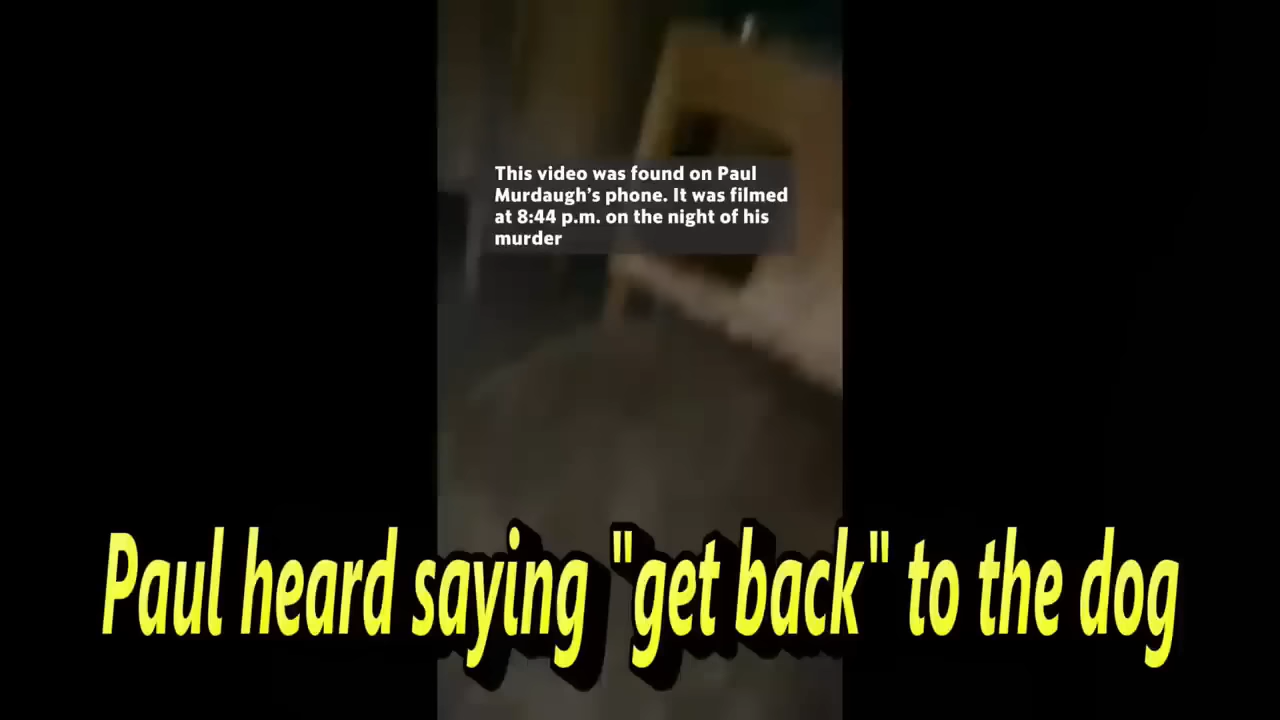 This video was found on Paul
Murdaugh's phone. It was filmed
at 8:44 p.m. on the night of his
murder
Paul heard saying "get back" to the dog